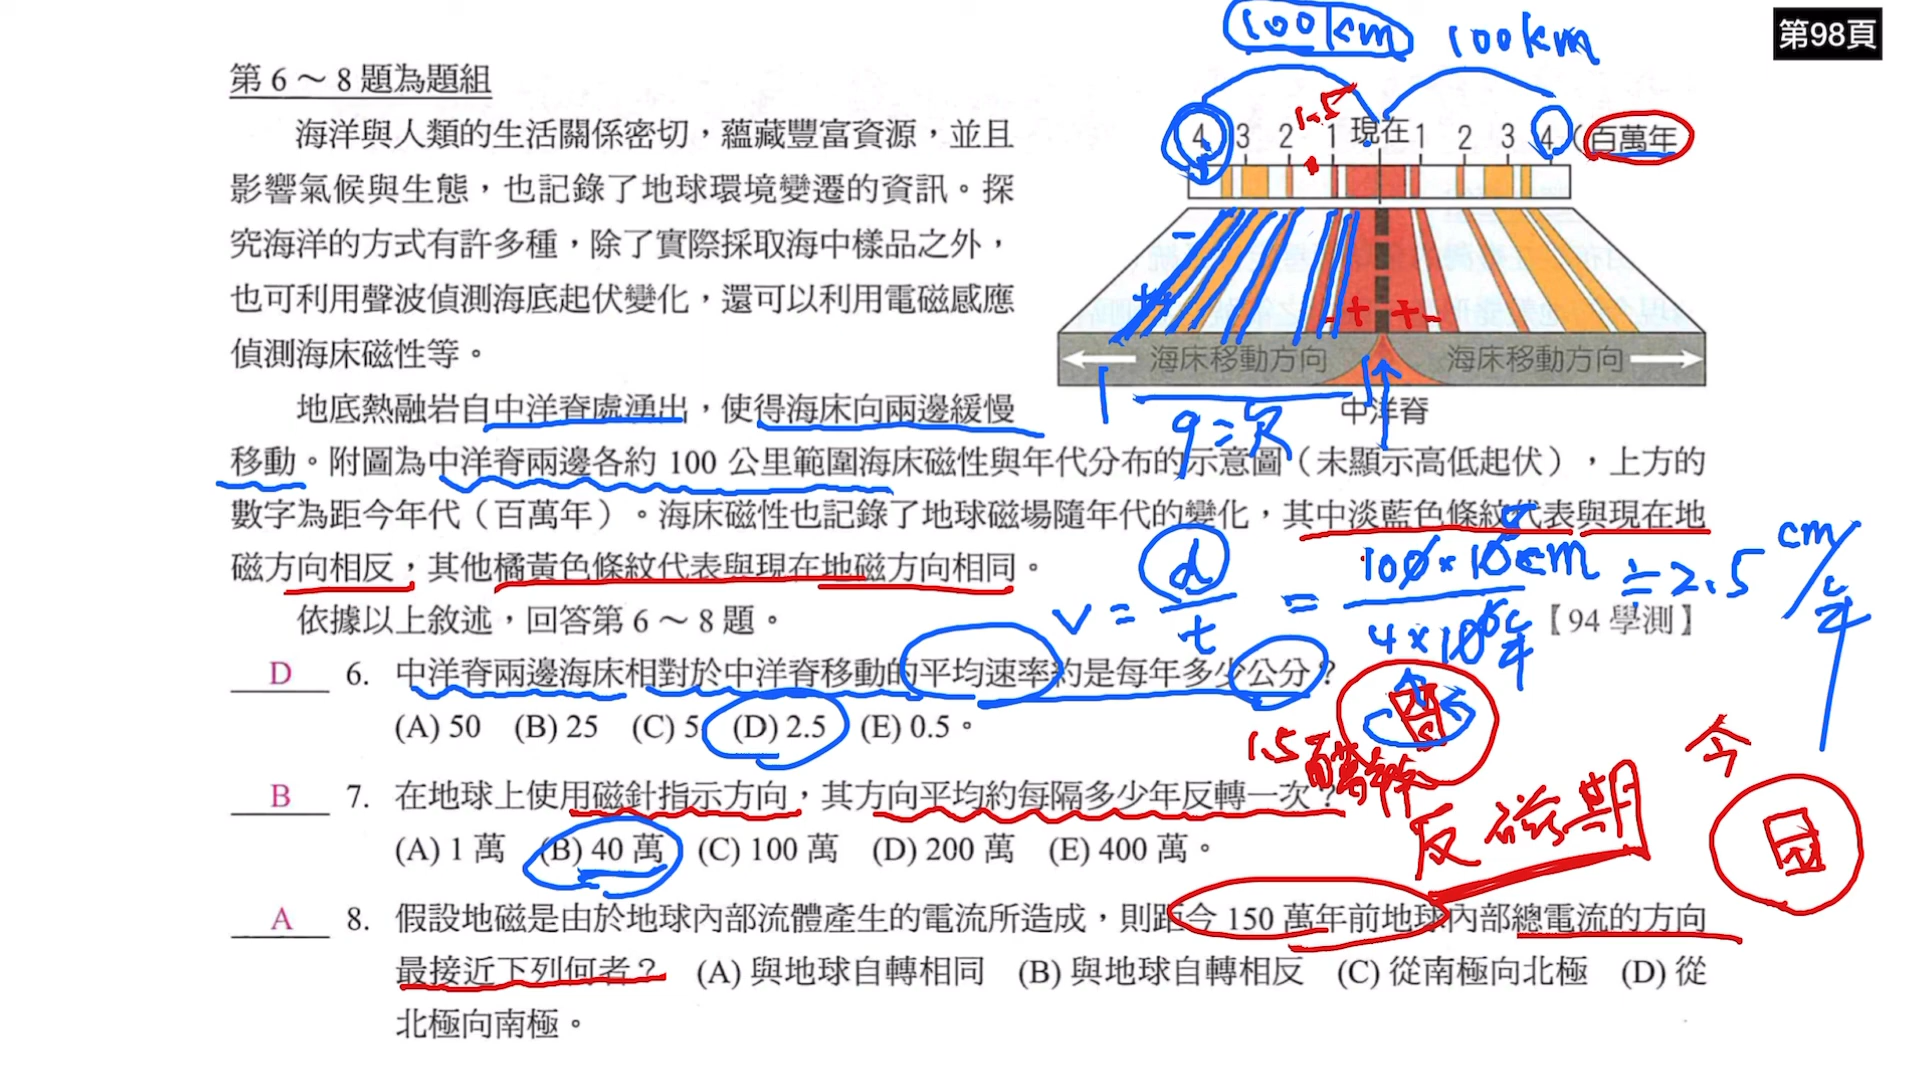 第98頁
100km 100km
第 6 ～ 8 題為題組
1.5
4 3 2 1 現在 1 2 3 4 (百萬年
海洋與人類的生活關係密切，蘊藏豐富資源，並且
影響氣候與生態，也記錄了地球環境變遷的資訊。探
究海洋的方式有許多種，除了實際採取海中樣品之外，
也可利用聲波偵測海底起伏變化，還可以利用電磁感應
偵測海床磁性等。
- + + -
海床移動方向 海床移動方向
中洋脊
9次
地底熱融岩自中洋脊處湧出，使得海床向兩邊緩慢
移動。附圖為中洋脊兩邊各約 100 公里範圍海床磁性與年代分布的示意圖（未顯示高低起伏），上方的
數字為距今年代（百萬年）。海床磁性也記錄了地球磁場隨年代的變化，其中淡藍色條紋代表與現在地
磁方向相反，其他橘黃色條紋代表與現在地磁方向相同。
依據以上敘述，回答第 6 ～ 8 題。
【94 學測】
V = d/t = 100×10⁵cm / 4×10⁶年 ≒ 2.5 cm/年
D 6. 中洋脊兩邊海床相對於中洋脊移動的平均速率約是每年多少公分？
(A) 50 (B) 25 (C) 5 (D) 2.5 (E) 0.5。
1.5百萬年 今
B 7. 在地球上使用磁針指示方向，其方向平均約每隔多少年反轉一次？
(A) 1 萬 (B) 40 萬 (C) 100 萬 (D) 200 萬 (E) 400 萬。
反磁期
A 8. 假設地磁是由於地球內部流體產生的電流所造成，則距今 150 萬年前地球內部總電流的方向
最接近下列何者？ (A) 與地球自轉相同 (B) 與地球自轉相反 (C) 從南極向北極 (D) 從
北極向南極。